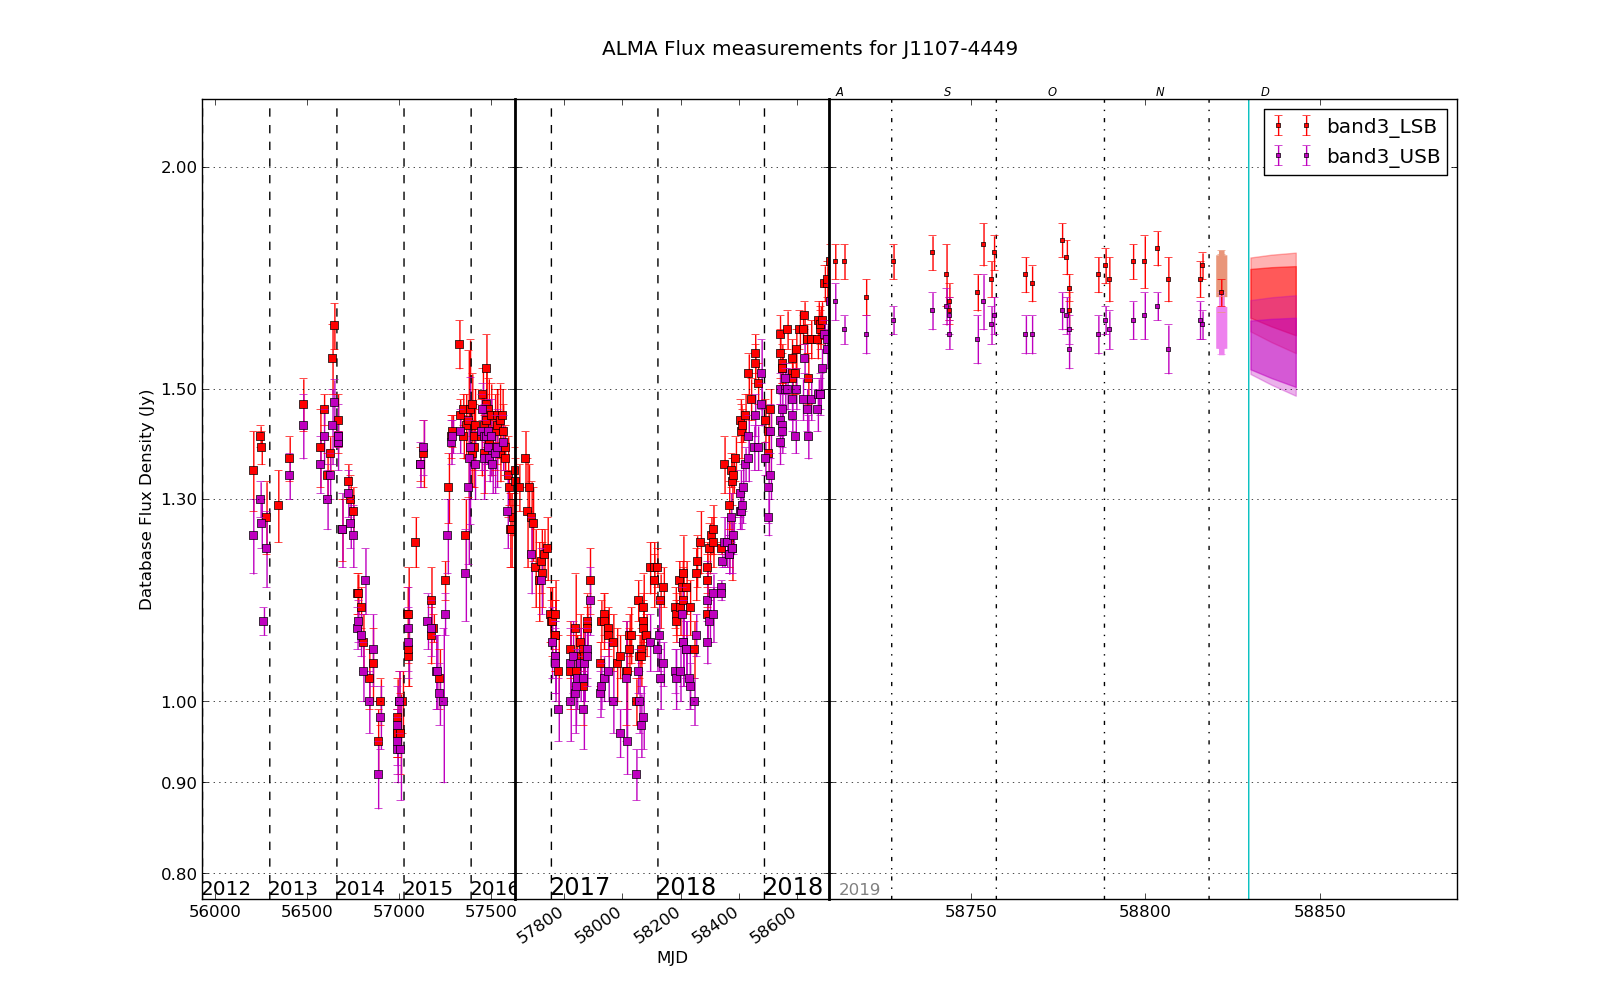 ALMA Flux measurements for J1107-4449
A S O N D
band3_LSB
band3_USB
2.00
1.50
1.30
1.00
0.90
0.80
Database Flux Density (Jy)
2012 2013 2014 2015 2016 2017 2018 2018 2019
56000 56500 57000 57500 57800 58000 58200 58400 58600 58750 58800 58850
MJD